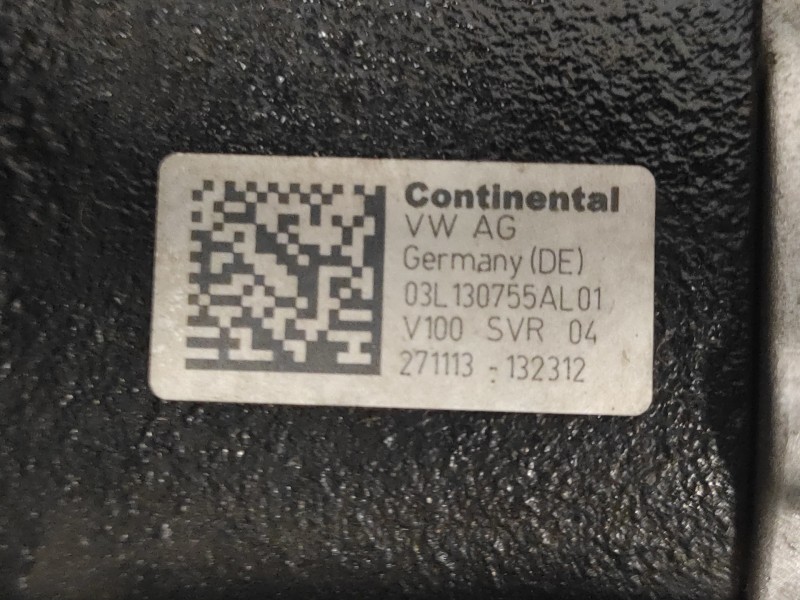 Continental
VW AG
Germany (DE)
03L130755AL01
V100 SVR 04
271113 - 132312